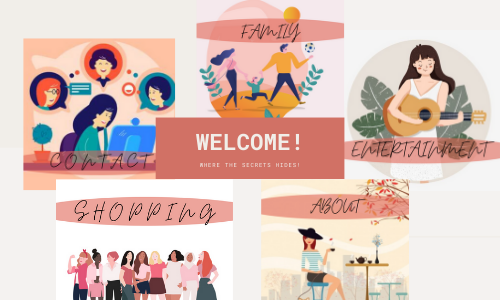 FAMILY
CONTACT
WELCOME!
WHERE THE SECRETS HIDES!
ENTERTAINMENT
SHOPPING
ABOUT